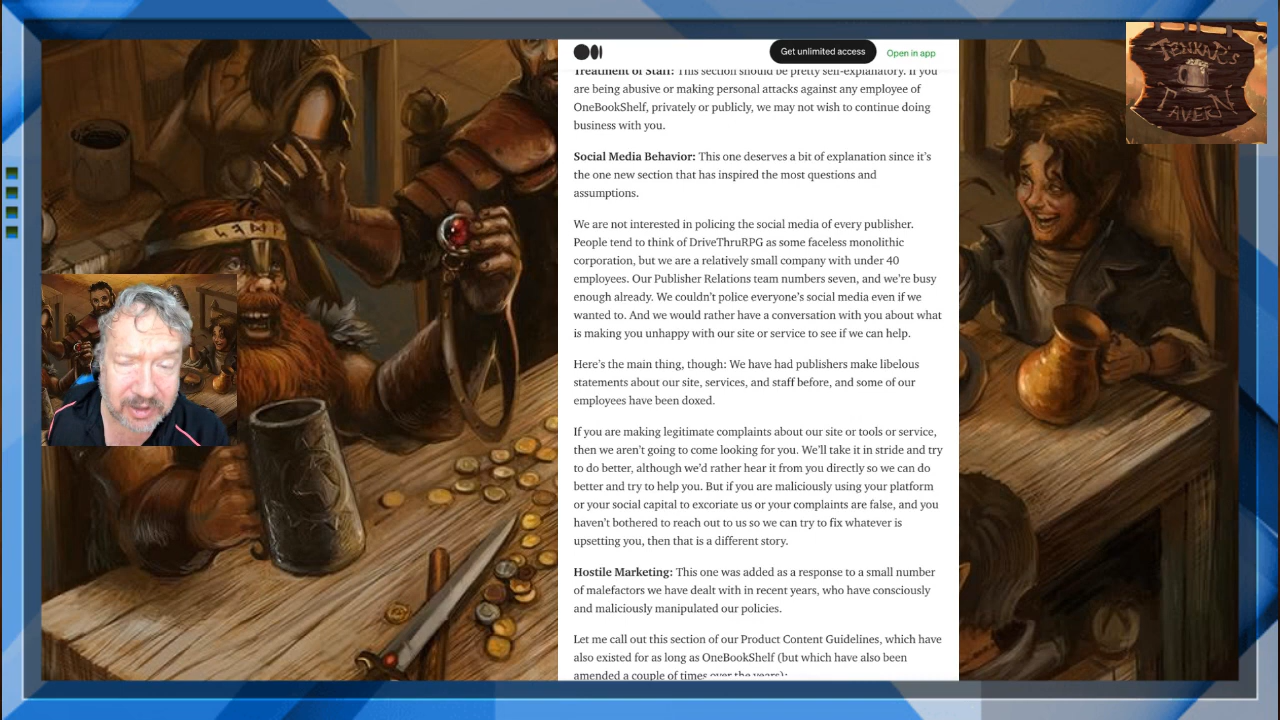 TENKAR'S
TAVERN
Get unlimited access
Open in app
Treatment of Staff: This section should be pretty self-explanatory. If you
are being abusive or making personal attacks against any employee of
OneBookShelf, privately or publicly, we may not wish to continue doing
business with you.
Social Media Behavior: This one deserves a bit of explanation since it's
the one new section that has inspired the most questions and
assumptions.
We are not interested in policing the social media of every publisher.
People tend to think of DriveThruRPG as some faceless monolithic
corporation, but we are a relatively small company with under 40
employees. Our Publisher Relations team numbers seven, and we're busy
enough already. We couldn't police everyone's social media even if we
wanted to. And we would rather have a conversation with you about what
is making you unhappy with our site or service to see if we can help.
Here's the main thing, though: We have had publishers make libelous
statements about our site, services, and staff before, and some of our
employees have been doxed.
If you are making legitimate complaints about our site or tools or service,
then we aren't going to come looking for you. We'll take it in stride and try
to do better, although we'd rather hear it from you directly so we can do
better and try to help you. But if you are maliciously using your platform
or your social capital to excoriate us or your complaints are false, and you
haven't bothered to reach out to us so we can try to fix whatever is
upsetting you, then that is a different story.
Hostile Marketing: This one was added as a response to a small number
of malefactors we have dealt with in recent years, who have consciously
and maliciously manipulated our policies.
Let me call out this section of our Product Content Guidelines, which have
also existed for as long as OneBookShelf (but which have also been
amended a couple of times over the years):